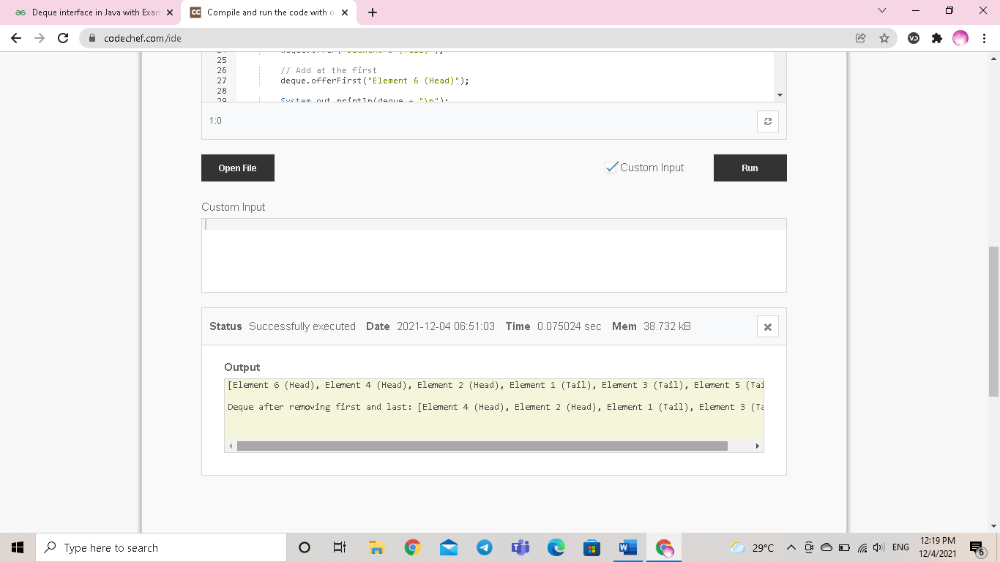 Deque interface in Java with Exan
CC Compile and run the code with o
codechef.com/ide
25
26 // Add at the first
27 deque.offerFirst("Element 6 (Head)");
28
29 System.out.println(deque + "\n");
1:0
Open File
Custom Input
Run
Custom Input
Status Successfully executed Date 2021-12-04 06:51:03 Time 0.075024 sec Mem 38.732 kB
Output
[Element 6 (Head), Element 4 (Head), Element 2 (Head), Element 1 (Tail), Element 3 (Tail), Element 5 (Tai
Deque after removing first and last: [Element 4 (Head), Element 2 (Head), Element 1 (Tail), Element 3 (Ta
Type here to search
29°C
ENG
12:19 PM
12/4/2021
6